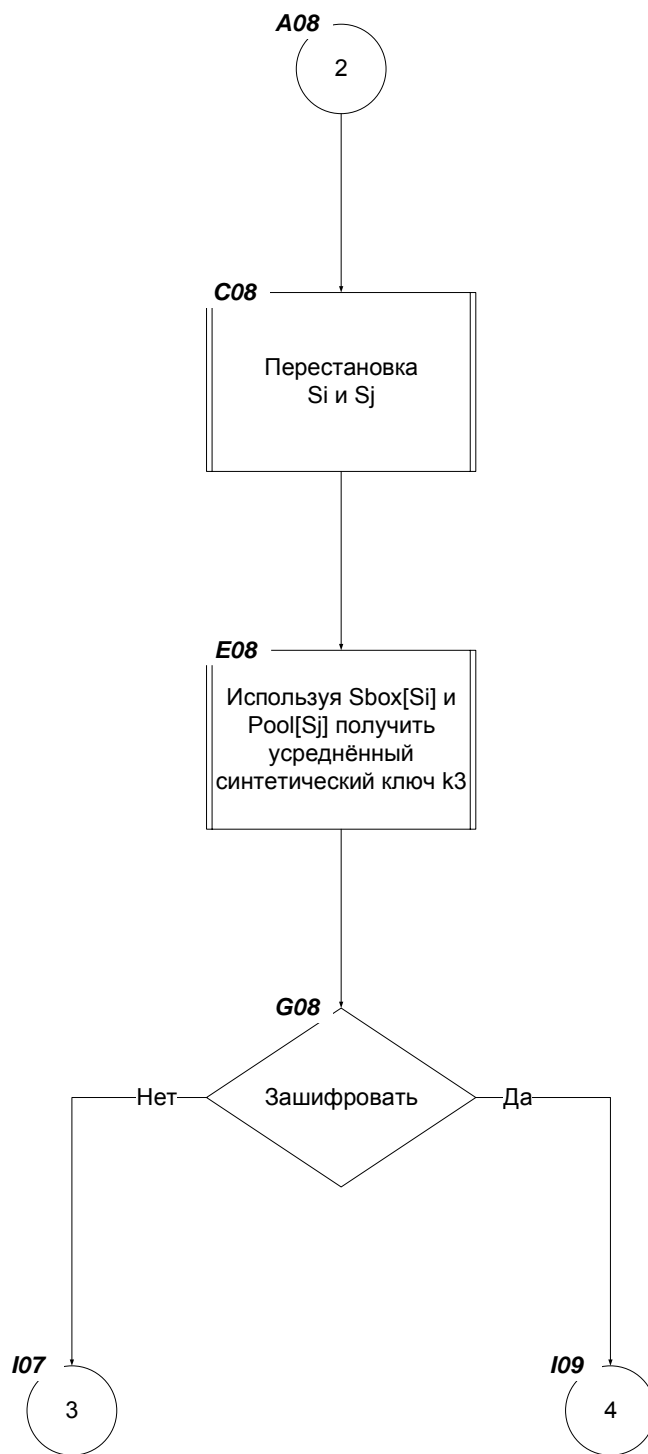 A08
2
C08
Перестановка
Si и Sj
E08
Используя Sbox[Si] и
Pool[Sj] получить
усреднённый
синтетический ключ k3
G08
Нет
Зашифровать
Да
I07
I09
3
4